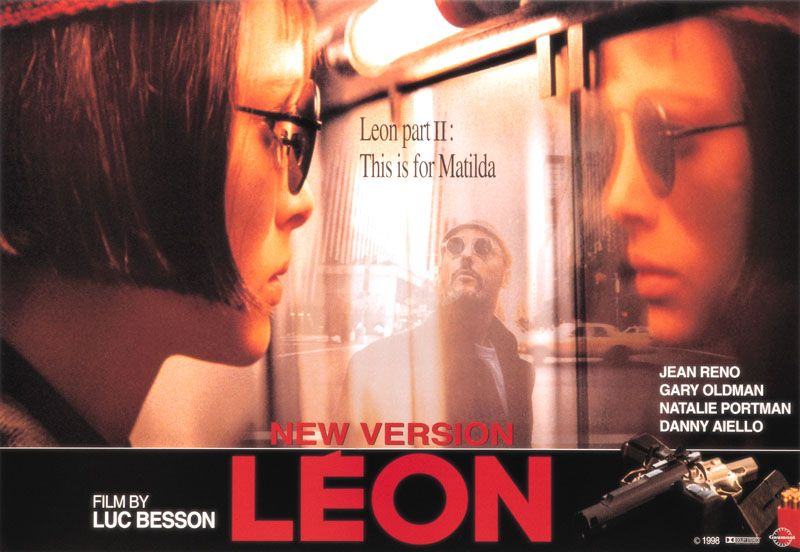 Leon part II :
This is for Matilda
JEAN RENO
GARY OLDMAN
NATALIE PORTMAN
DANNY AIELLO
NEW VERSION
LÉON
FILM BY
LUC BESSON
© 1998
Paramount